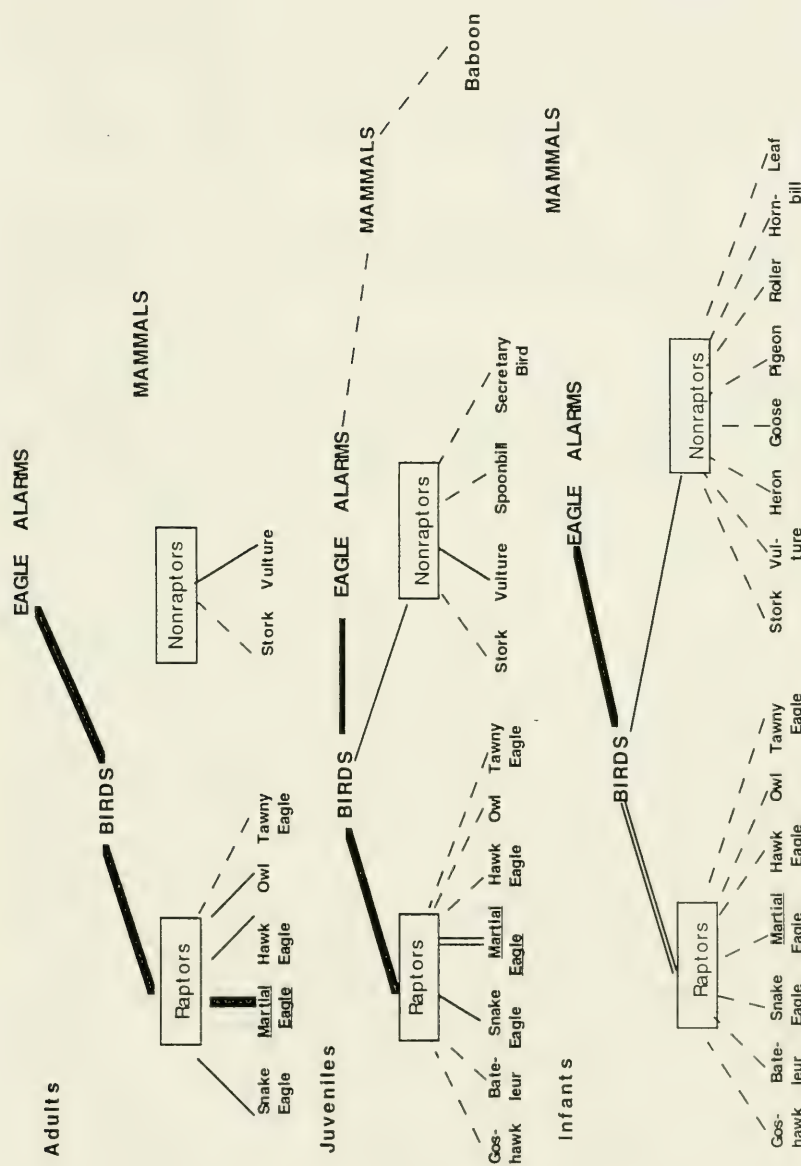 Adults
EAGLE ALARMS
BIRDS
MAMMALS
Raptors
Nonraptors
Snake
Eagle
Martial
Eagle
Hawk
Eagle
Owl
Tawny
Eagle
Stork
Vulture
Juveniles
BIRDS
EAGLE ALARMS
MAMMALS
Raptors
Nonraptors
Baboon
Gos-
hawk
Bate-
leur
Snake
Eagle
Martial
Eagle
Hawk
Eagle
Owl
Tawny
Eagle
Stork
Vulture
Spoonbill
Secretary
Bird
Infants
BIRDS
EAGLE ALARMS
MAMMALS
Raptors
Nonraptors
Gos-
hawk
Bate-
leur
Snake
Eagle
Martial
Eagle
Hawk
Eagle
Owl
Tawny
Eagle
Stork
Vul-
ture
Heron
Goose
Pigeon
Roller
Horn-
bill
Leaf